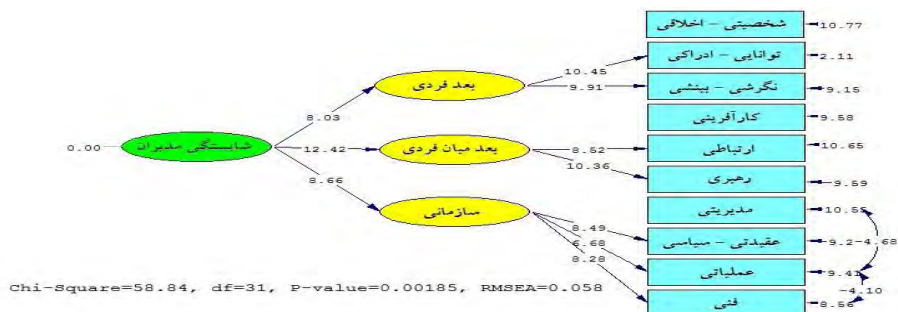 شخصیتی – اخلاقی
10.77
توانایی – ادراکی
2.11
10.45
بعد فردی
نگرشی – بینشی
9.15
9.91
8.03
کارآفرینی
9.58
0.00
شایستگی مدیران
12.42
بعد میان فردی
8.52
ارتباطی
10.65
10.36
رهبری
9.59
8.66
سازمانی
مدیریتی
10.55
8.49
عقیدتی – سیاسی
9.2
-4.68
6.68
عملیاتی
9.41
8.28
فنی
8.56
-4.10
Chi-Square=58.84, df=31, P-value=0.00185, RMSEA=0.058